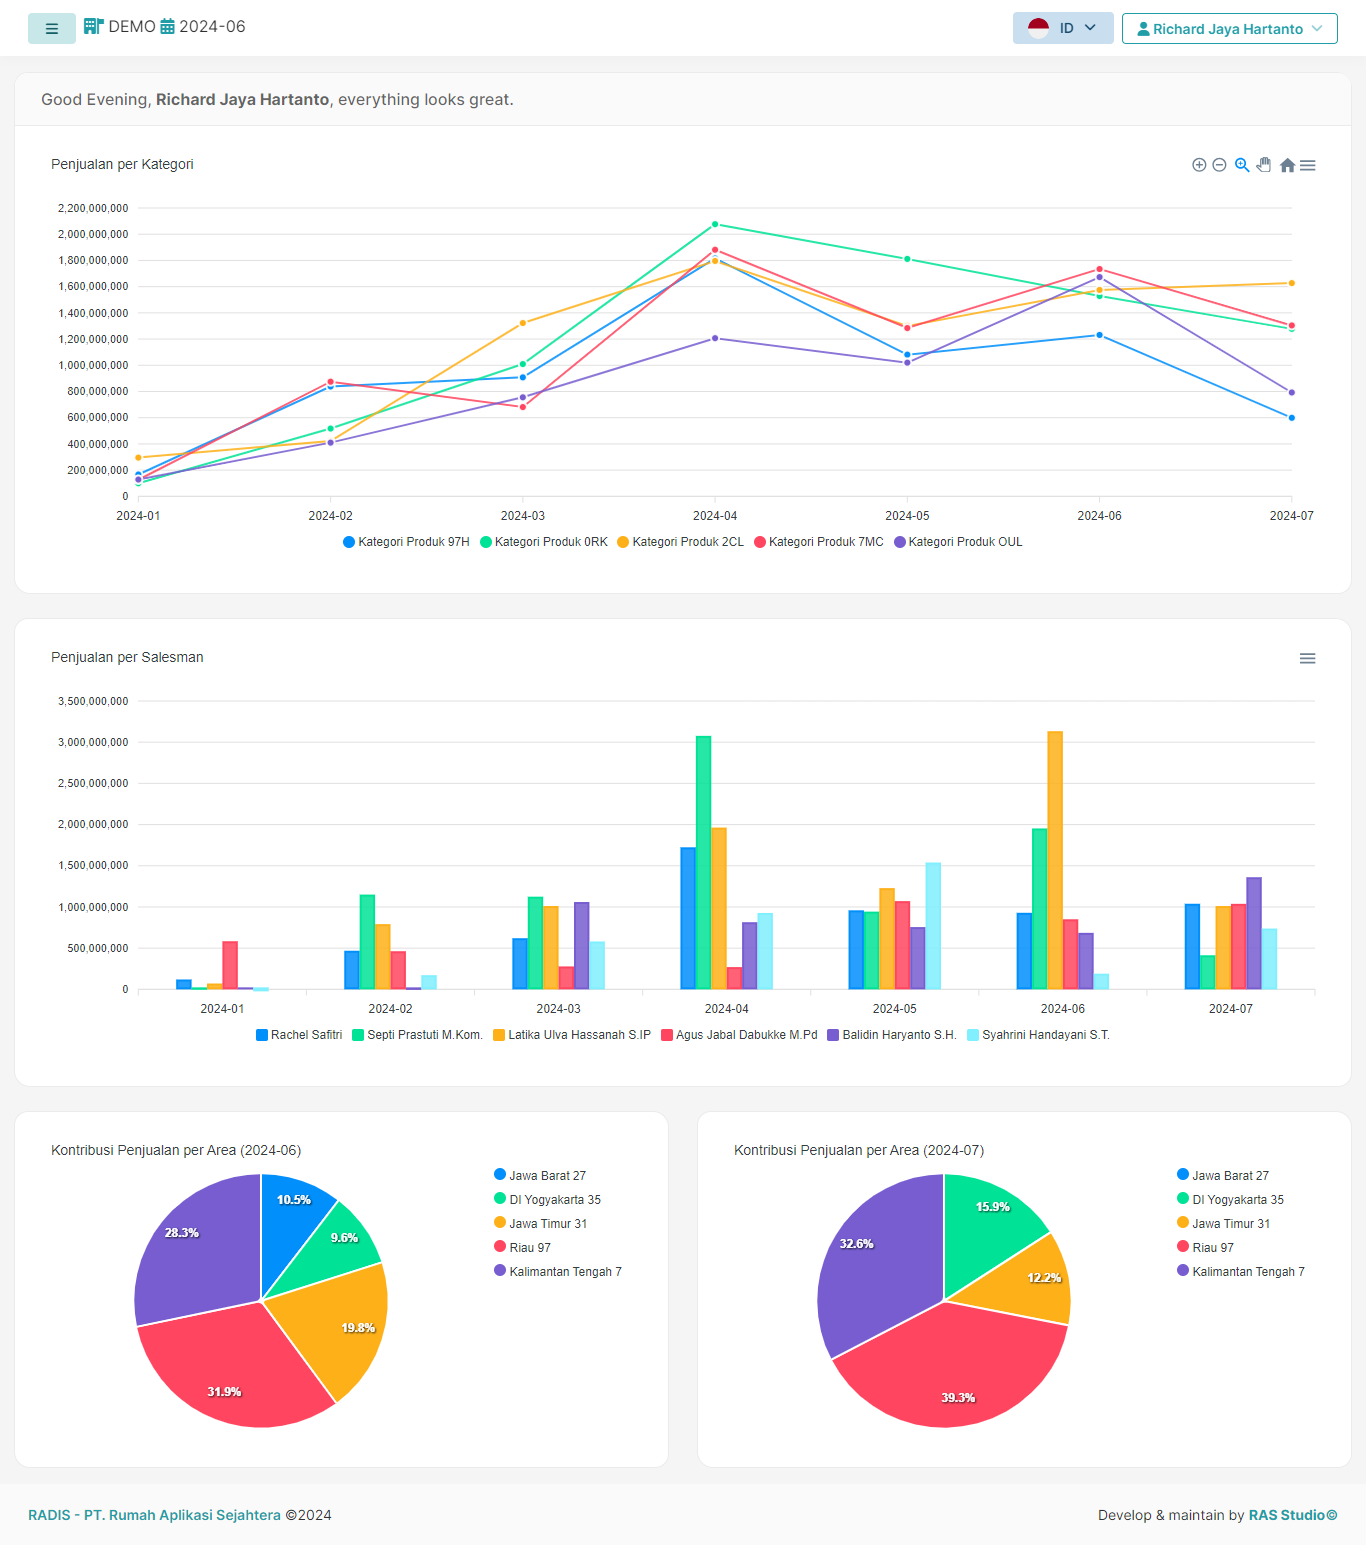 DEMO 2024-06
ID
Richard Jaya Hartanto
Good Evening, Richard Jaya Hartanto, everything looks great.
Penjualan per Kategori
2,200,000,000
2,000,000,000
1,800,000,000
1,600,000,000
1,400,000,000
1,200,000,000
1,000,000,000
800,000,000
600,000,000
400,000,000
200,000,000
0
2024-01 2024-02 2024-03 2024-04 2024-05 2024-06 2024-07
Kategori Produk 97H Kategori Produk 0RK Kategori Produk 2CL Kategori Produk 7MC Kategori Produk OUL
Penjualan per Salesman
3,500,000,000
3,000,000,000
2,500,000,000
2,000,000,000
1,500,000,000
1,000,000,000
500,000,000
0
2024-01 2024-02 2024-03 2024-04 2024-05 2024-06 2024-07
Rachel Safitri Septi Prastuti M.Kom. Latika Ulva Hassanah S.IP Agus Jabal Dabukke M.Pd Balidin Haryanto S.H. Syahrini Handayani S.T.
Kontribusi Penjualan per Area (2024-06)
10.5%
9.6%
19.8%
31.9%
28.3%
Jawa Barat 27
DI Yogyakarta 35
Jawa Timur 31
Riau 97
Kalimantan Tengah 7
Kontribusi Penjualan per Area (2024-07)
15.9%
12.2%
39.3%
32.6%
Jawa Barat 27
DI Yogyakarta 35
Jawa Timur 31
Riau 97
Kalimantan Tengah 7
RADIS - PT. Rumah Aplikasi Sejahtera ©2024
Develop & maintain by RAS Studio©